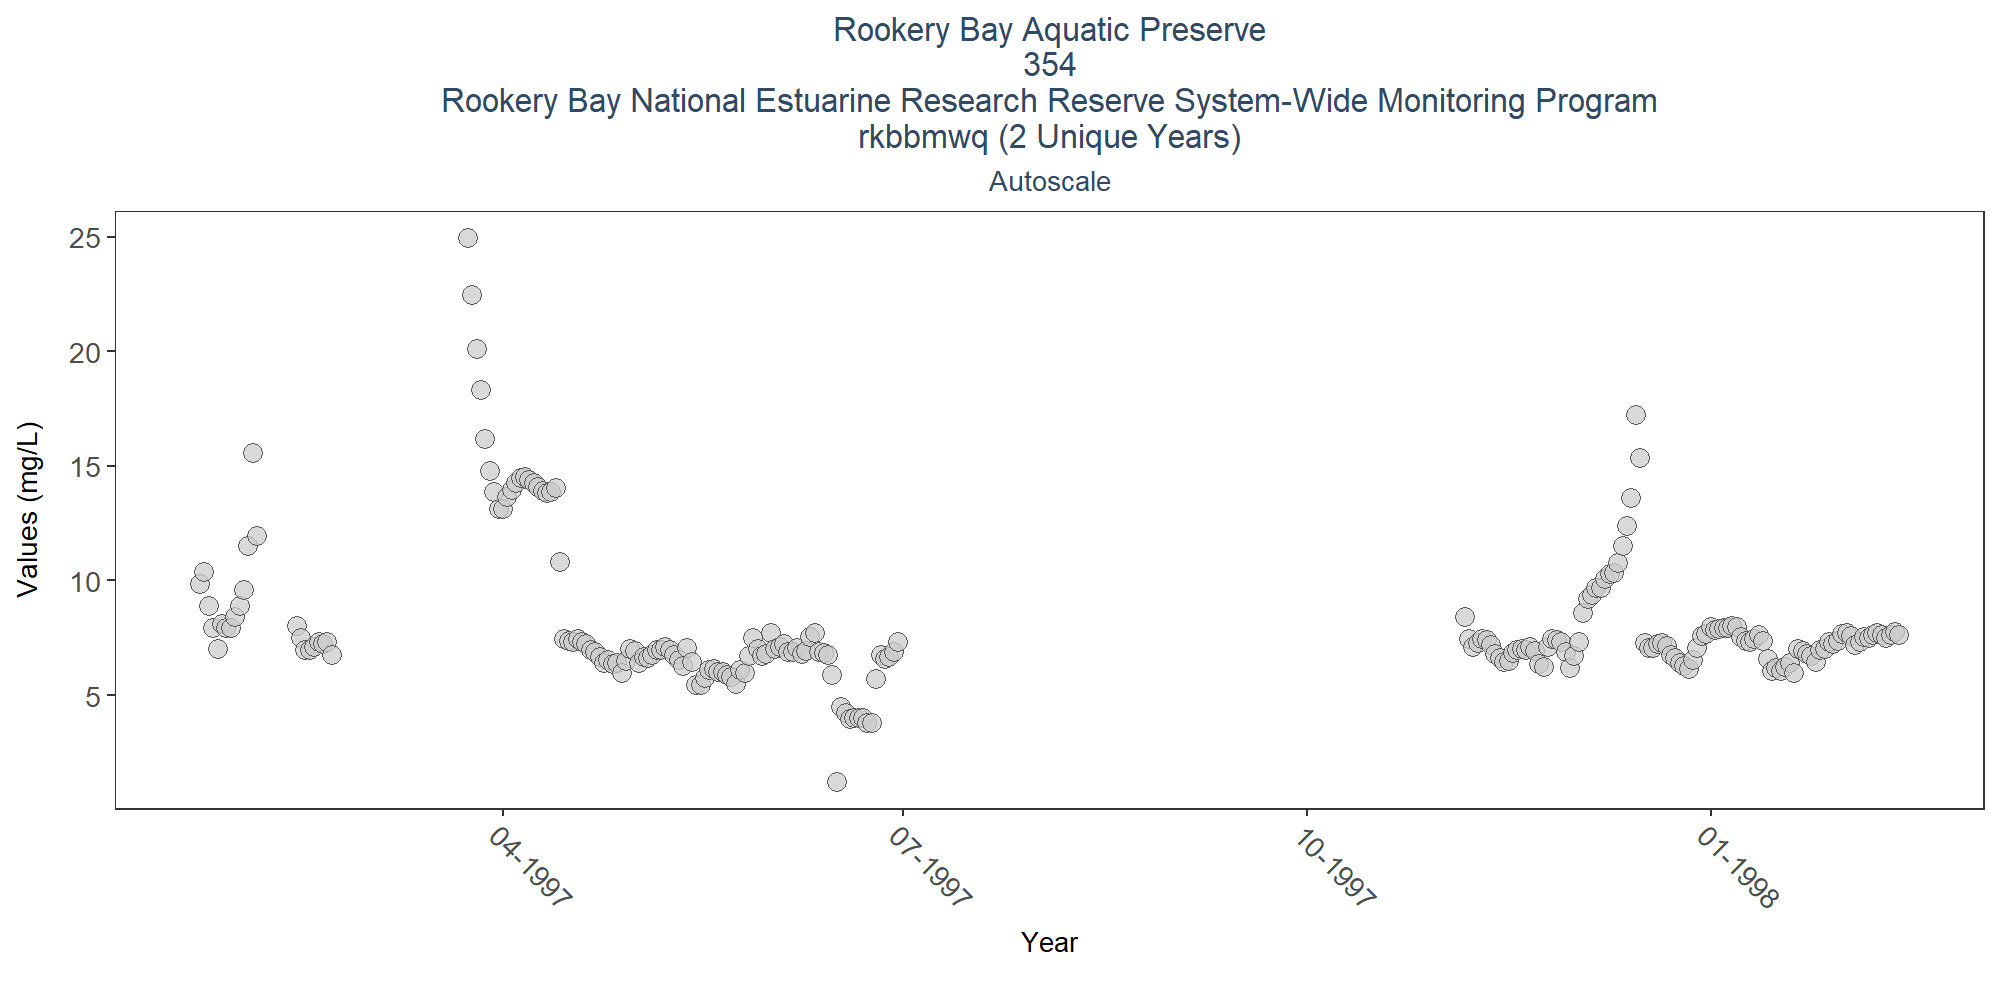 Rookery Bay Aquatic Preserve
354
Rookery Bay National Estuarine Research Reserve System-Wide Monitoring Program
rkbbmwq (2 Unique Years)
Autoscale
Values (mg/L)
25
20
15
10
5
04-1997
07-1997
10-1997
01-1998
Year